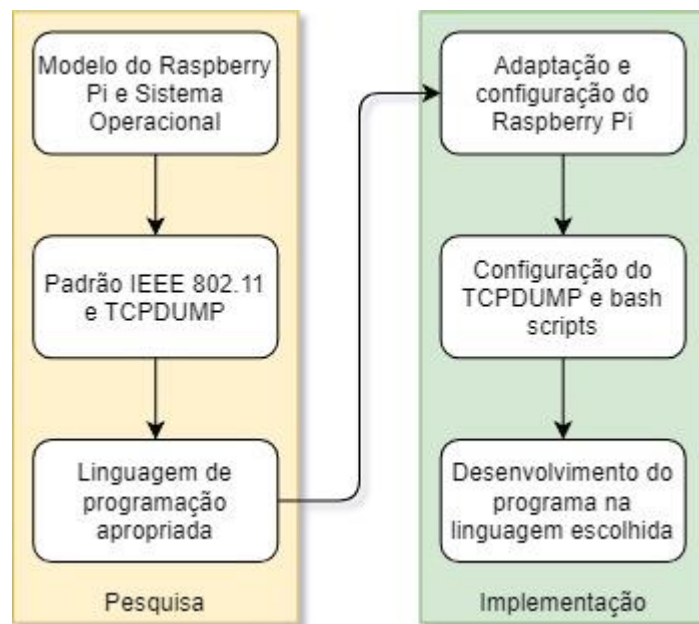 Modelo do Raspberry
Pi e Sistema
Operacional
Padrão IEEE 802.11
e TCPDUMP
Linguagem de
programação
apropriada
Pesquisa
Adaptação e
configuração do
Raspberry Pi
Configuração do
TCPDUMP e bash
scripts
Desenvolvimento do
programa na
linguagem escolhida
Implementação